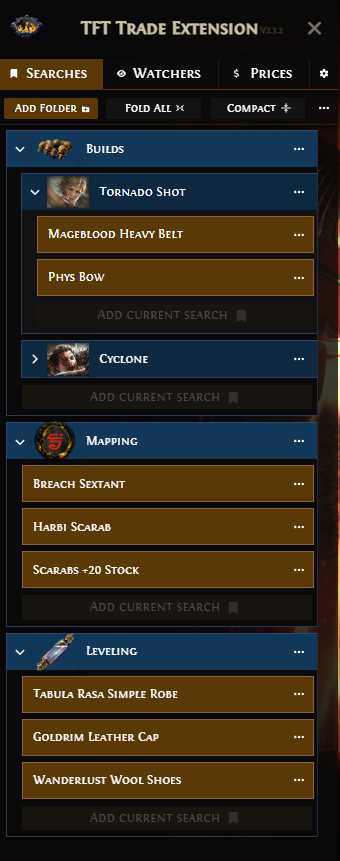 TFT Trade Extension v2.3.2
Searches Watchers $ Prices
Add Folder Fold All Compact
Builds
Tornado Shot
Mageblood Heavy Belt
Phys Bow
Add current search
Cyclone
Add current search
Mapping
Breach Sextant
Harbi Scarab
Scarabs +20 Stock
Add current search
Leveling
Tabula Rasa Simple Robe
Goldrim Leather Cap
Wanderlust Wool Shoes
Add current search